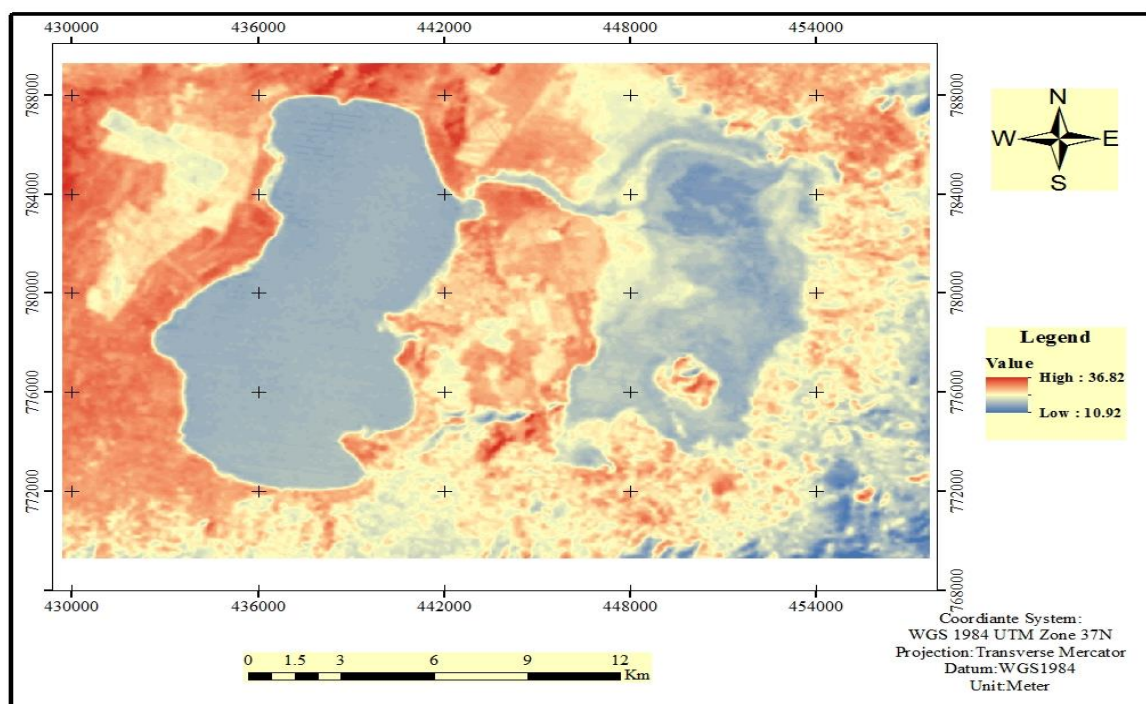 430000 436000 442000 448000 454000
788000 788000
784000 784000
780000 780000
776000 776000
772000 772000
768000
430000 436000 442000 448000 454000
N
W E
S
Legend
Value
High : 36.82
Low : 10.92
0 1.5 3 6 9 12
Km
Coordiante System:
WGS 1984 UTM Zone 37N
Projection:Transverse Mercator
Datum:WGS1984
Unit:Meter